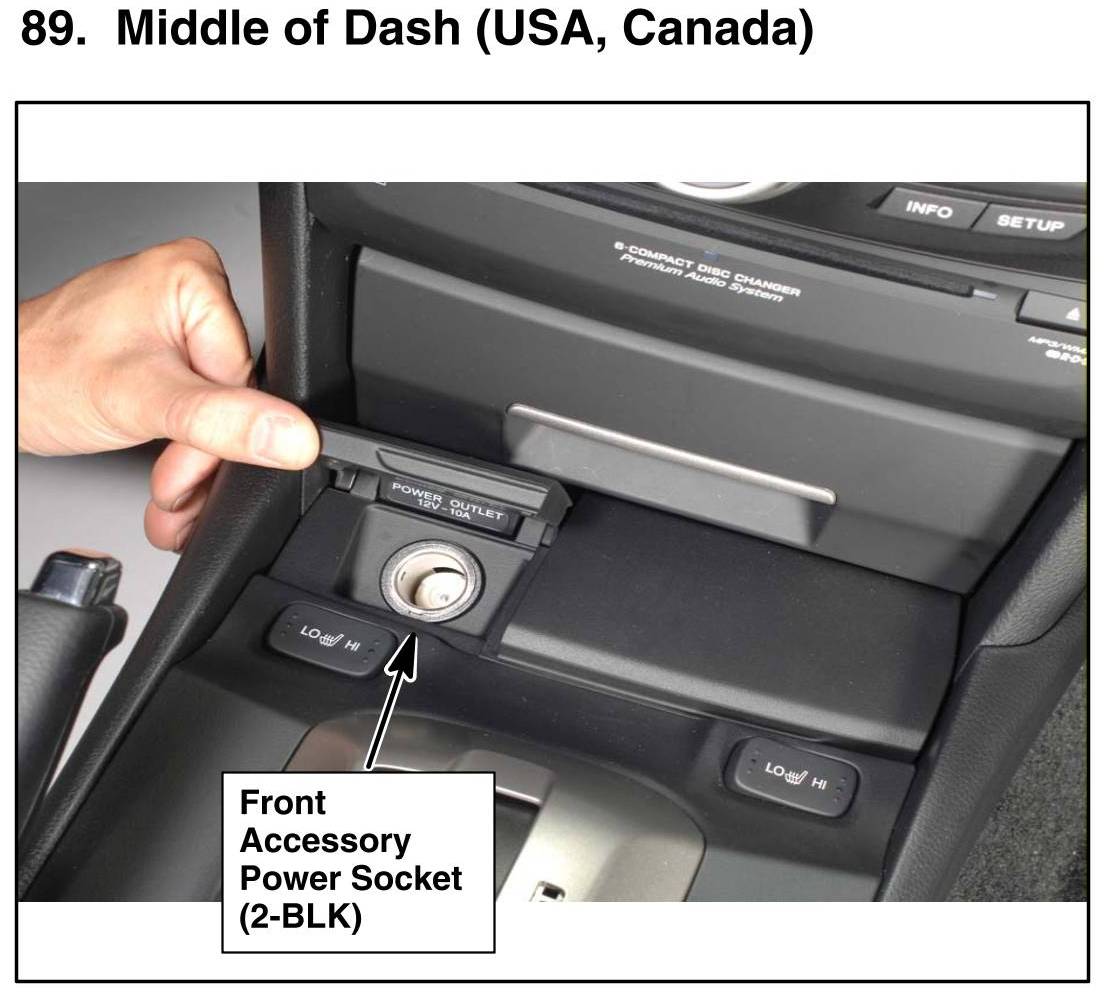 89. Middle of Dash (USA, Canada)
INFO
SETUP
6-COMPACT DISC CHANGER
Premium Audio System
POWER OUTLET
12V-10A
LO HI
LO HI
Front
Accessory
Power Socket
(2-BLK)